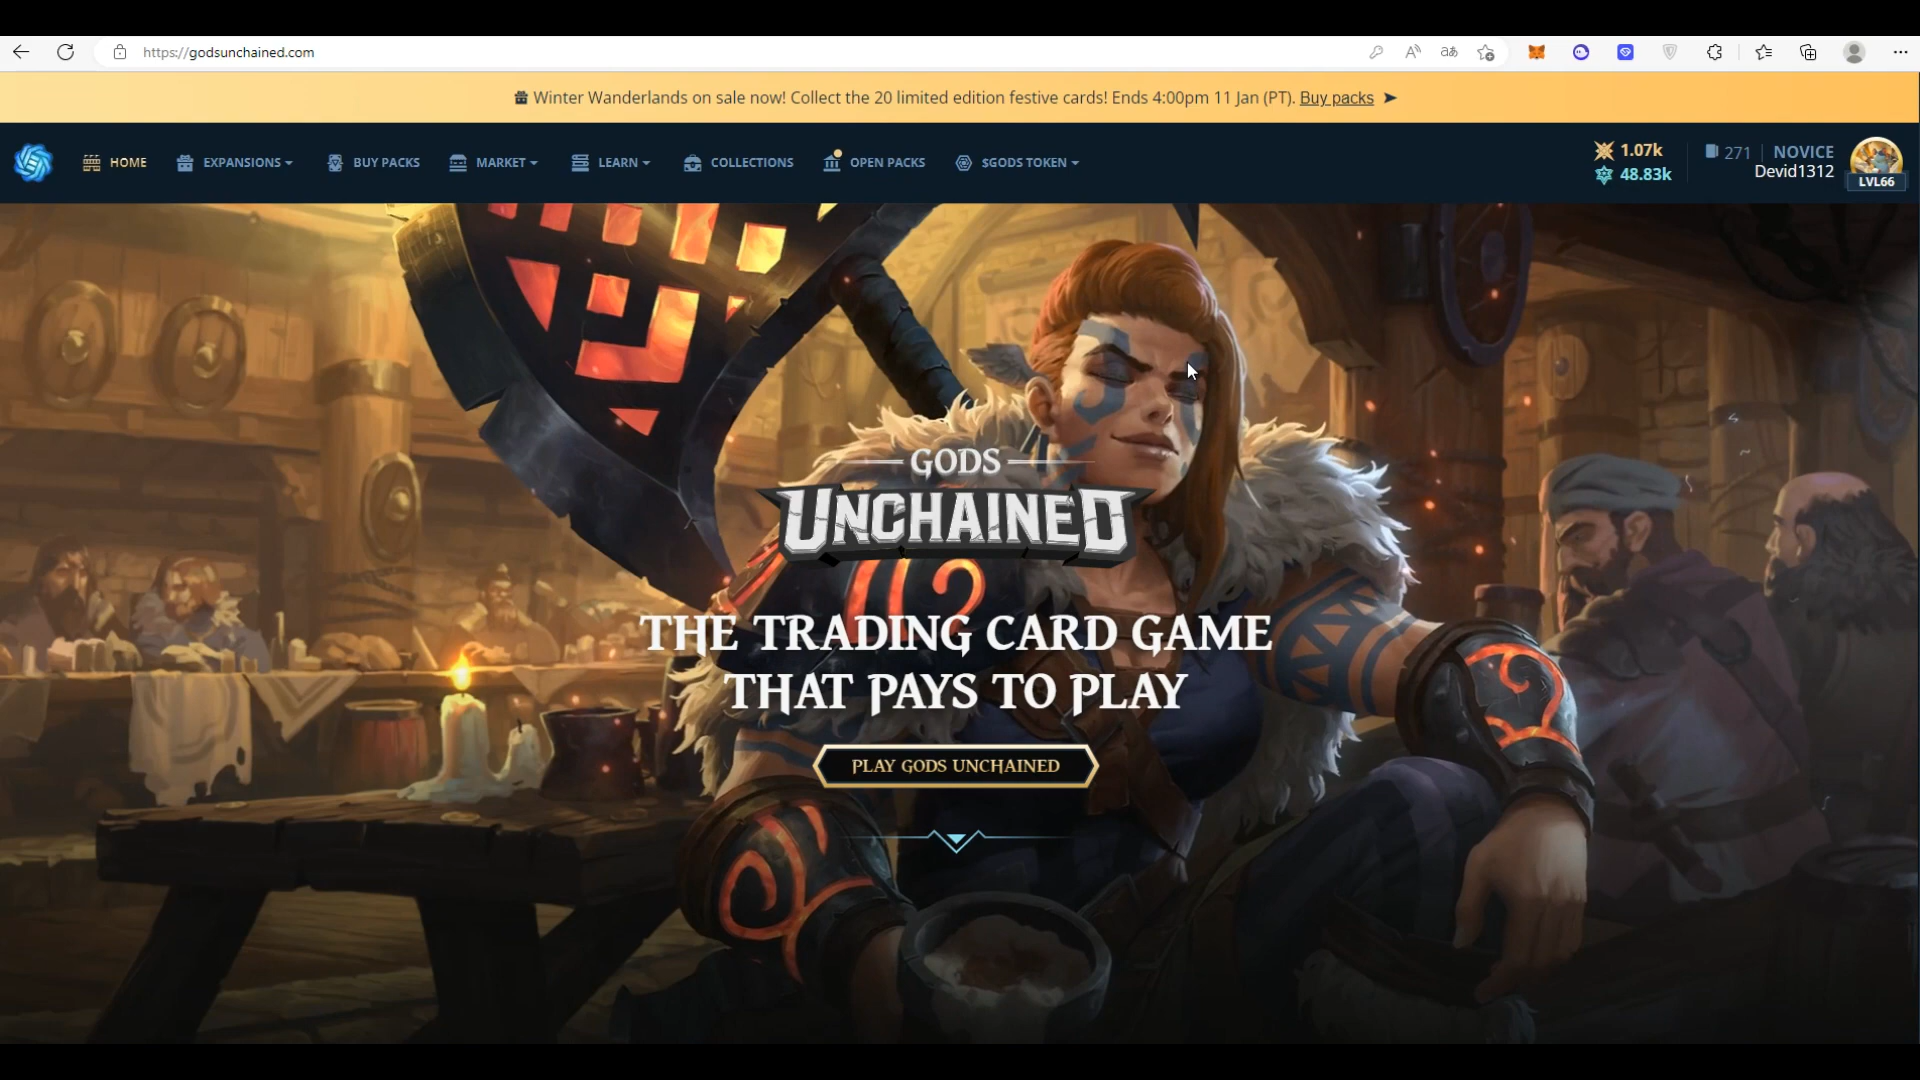 https://godsunchained.com
Winter Wanderlands on sale now! Collect the 20 limited edition festive cards! Ends 4:00pm 11 Jan (PT). Buy packs ➤
HOME EXPANSIONS BUY PACKS MARKET LEARN COLLECTIONS OPEN PACKS $GODS TOKEN
1.07k
48.83k
271 | NOVICE
Devid1312
LVL66
GODS
UNCHAINED
THE TRADING CARD GAME
THAT PAYS TO PLAY
PLAY GODS UNCHAINED